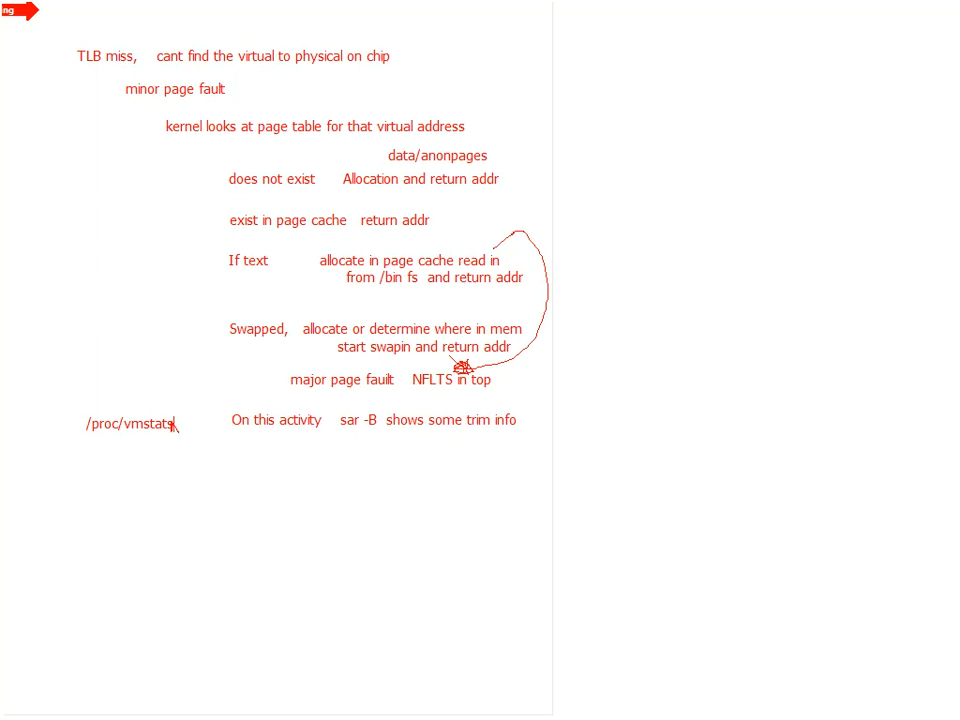 ng
TLB miss, cant find the virtual to physical on chip
minor page fault
kernel looks at page table for that virtual address
data/anonpages
does not exist Allocation and return addr
exist in page cache return addr
If text allocate in page cache read in
from /bin fs and return addr
Swapped, allocate or determine where in mem
start swapin and return addr
major page fauilt NFLTS in top
On this activity sar -B shows some trim info
/proc/vmstats